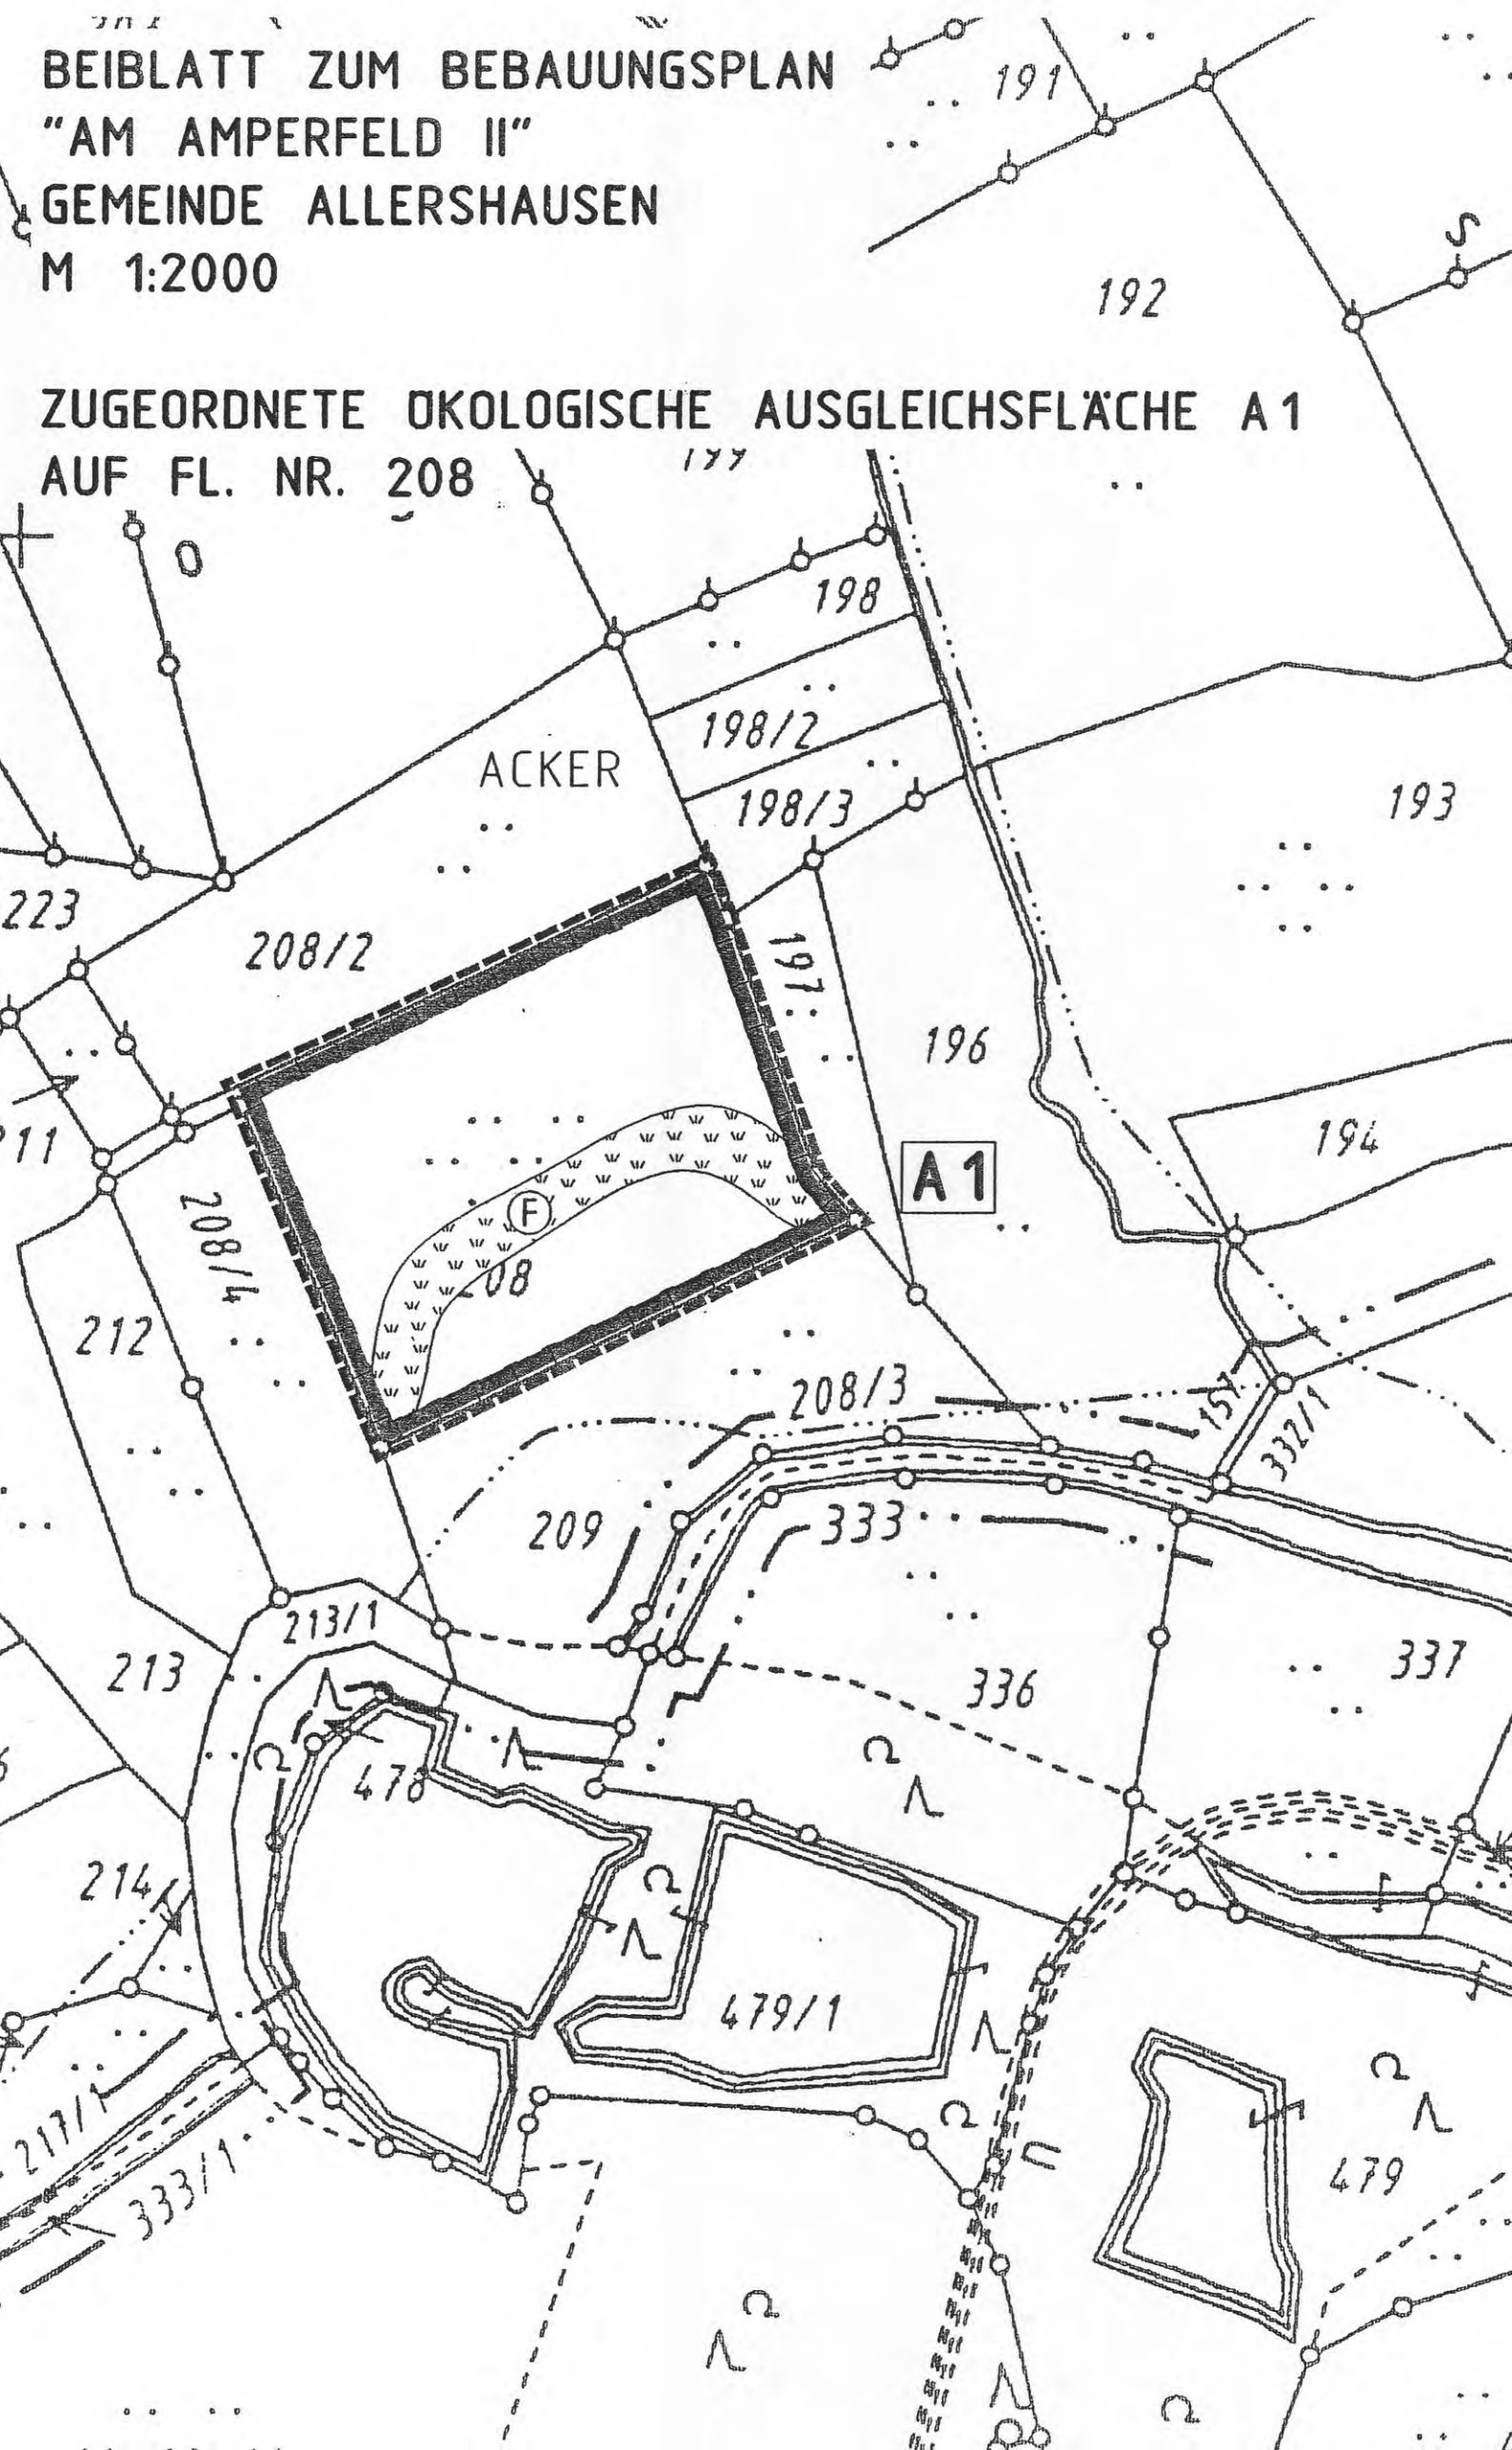 BEIBLATT ZUM BEBAUUNGSPLAN
"AM AMPERFELD II"
GEMEINDE ALLERSHAUSEN
M 1:2000
ZUGEORDNETE ÖKOLOGISCHE AUSGLEICHSFLÄCHE A1
AUF FL. NR. 208
191
192
S
O
198
198/2
ACKER
198/3
193
223
208/2
197
196
194
A1
208/4
F
212
208/3
157
332/1
209
333
213/1
213
336
337
478
214
479/1
217/1
333/1
479